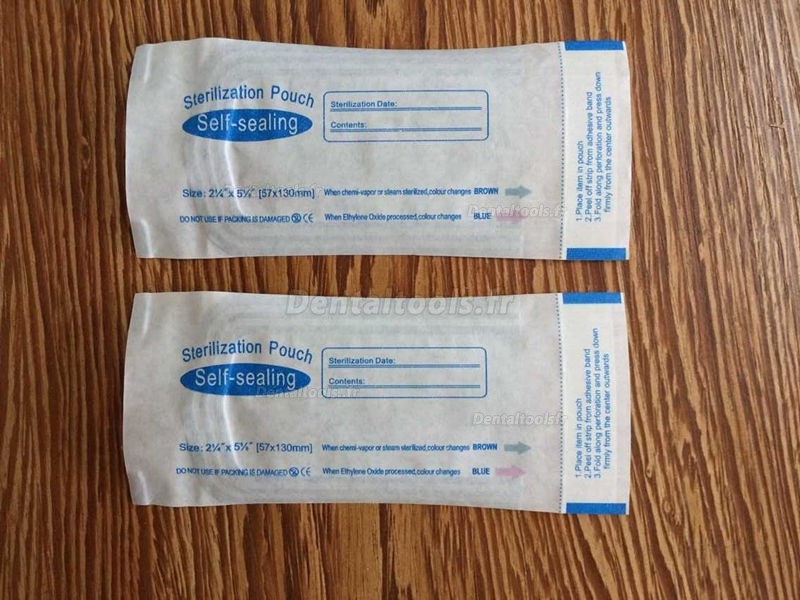 Sterilization Pouch
Self-sealing
Sterilization Date:
Contents:
Size: 2¼" x 5⅛" [57x130mm]
When chemi-vapor or steam sterilized,colour changes BROWN
DO NOT USE IF PACKING IS DAMAGED CE
When Ethylene Oxide processed,colour changes BLUE
1.Place item in pouch
2.Peel off strip from adhesive band
3.Fold along perforation and press down
firmly from the center outwards
Dentaltools.fr
Dentaltools.fr
Sterilization Pouch
Self-sealing
Sterilization Date:
Contents:
Size: 2¼" x 5⅛" [57x130mm]
When chemi-vapor or steam sterilized,colour changes BROWN
DO NOT USE IF PACKING IS DAMAGED CE
When Ethylene Oxide processed,colour changes BLUE
1.Place item in pouch
2.Peel off strip from adhesive band
3.Fold along perforation and press down
firmly from the center outwards
Dentaltools.fr
Dentaltools.fr